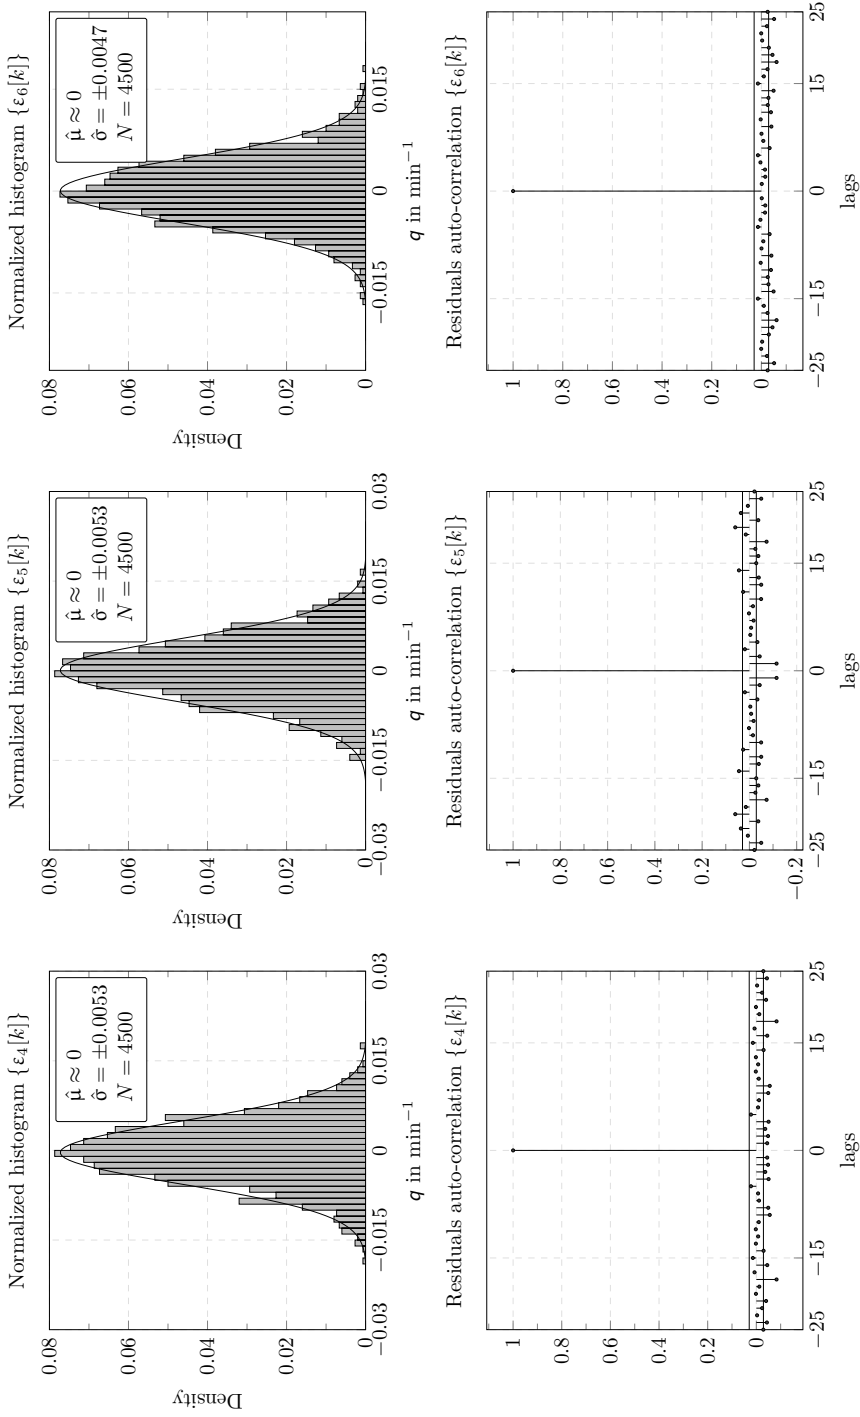 Normalized histogram {ε₄[k]}
0.08
0.06
0.04
0.02
0
Density
μ̂ ≈ 0
σ̂ = ±0.0053
N = 4500
−0.03
−0.015
0
0.015
0.03
q in min⁻¹
Normalized histogram {ε₅[k]}
0.08
0.06
0.04
0.02
0
Density
μ̂ ≈ 0
σ̂ = ±0.0053
N = 4500
−0.03
−0.015
0
0.015
0.03
q in min⁻¹
Normalized histogram {ε₆[k]}
0.08
0.06
0.04
0.02
0
Density
μ̂ ≈ 0
σ̂ = ±0.0047
N = 4500
−0.015
0
0.015
q in min⁻¹
Residuals auto-correlation {ε₄[k]}
1
0.8
0.6
0.4
0.2
0
−25
−15
0
15
25
lags
Residuals auto-correlation {ε₅[k]}
1
0.8
0.6
0.4
0.2
0
−0.2
−25
−15
0
15
25
lags
Residuals auto-correlation {ε₆[k]}
1
0.8
0.6
0.4
0.2
0
−25
−15
0
15
25
lags